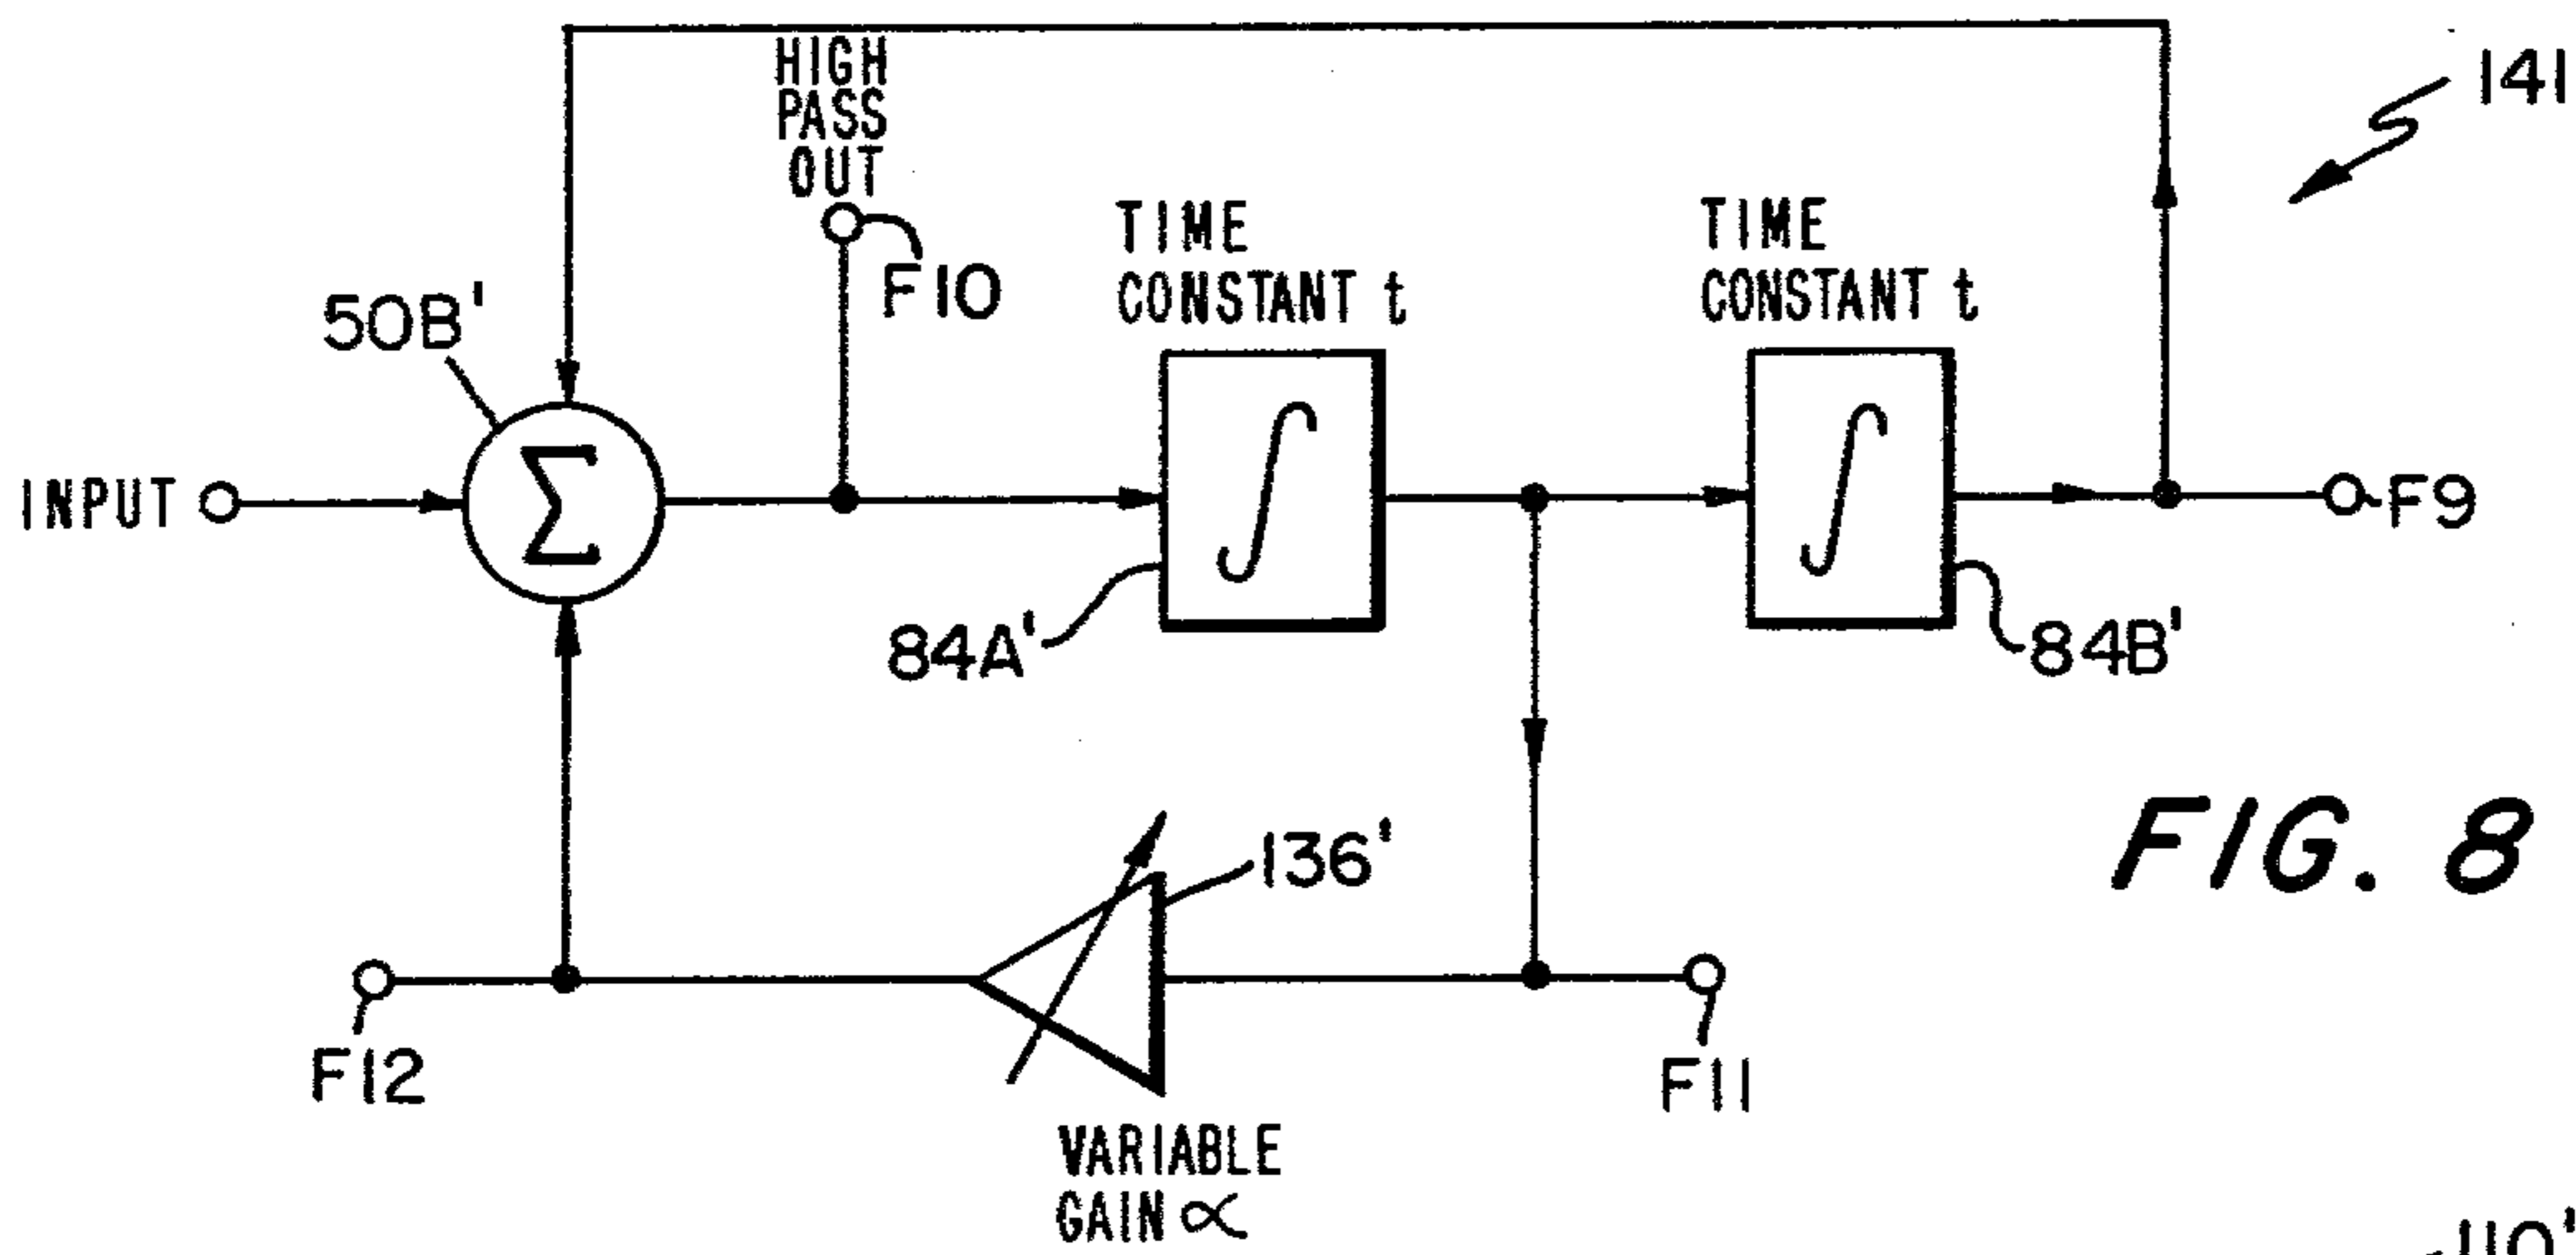 HIGH
PASS
OUT
F10
141
TIME
CONSTANT t
TIME
CONSTANT t
50B'
INPUT
Σ
∫
∫
F9
84A'
84B'
136'
FIG. 8
F12
F11
VARIABLE
GAIN ∝
110'